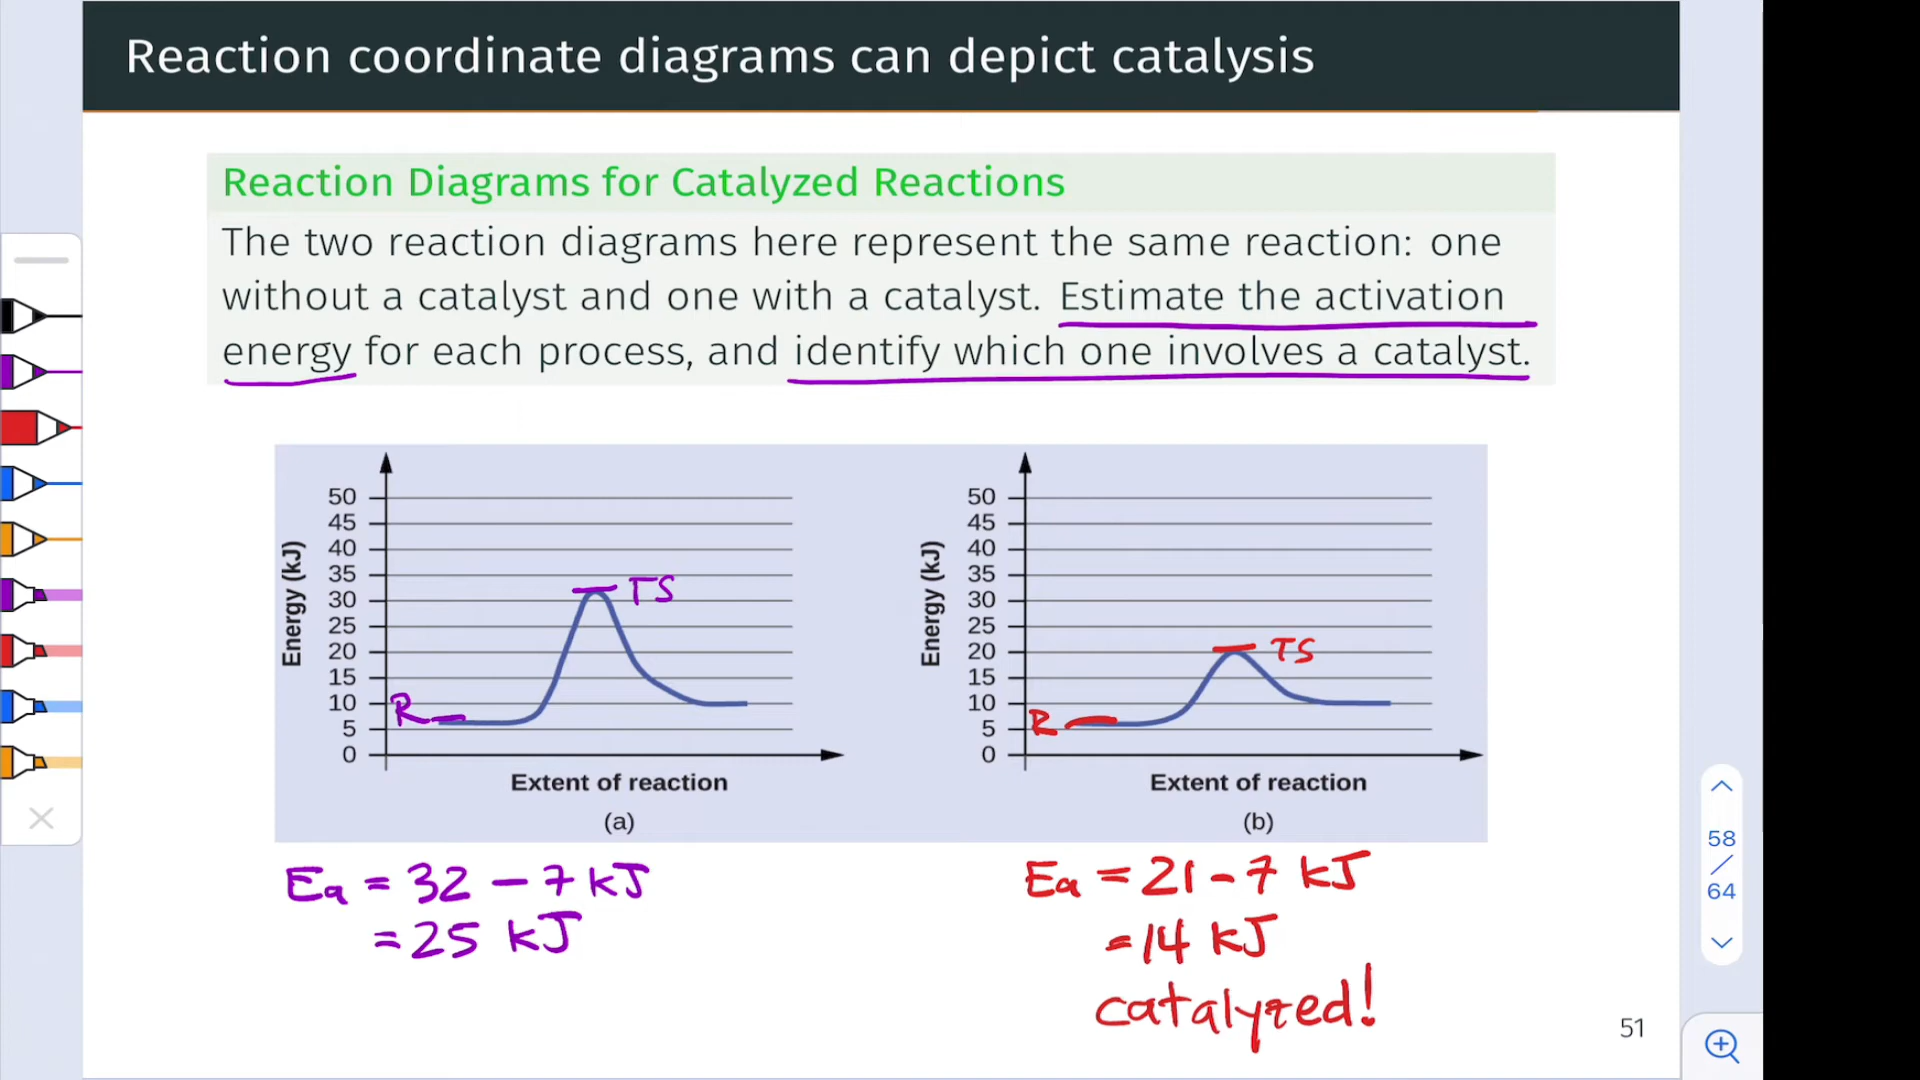 Reaction coordinate diagrams can depict catalysis
Reaction Diagrams for Catalyzed Reactions
The two reaction diagrams here represent the same reaction: one
without a catalyst and one with a catalyst. Estimate the activation
energy for each process, and identify which one involves a catalyst.
50
45
40
35
30
25
20
15
10
5
0
Energy (kJ)
R
TS
Extent of reaction
(a)
50
45
40
35
30
25
20
15
10
5
0
Energy (kJ)
R
TS
Extent of reaction
(b)
Ea = 32 - 7 kJ
= 25 kJ
Ea = 21 - 7 kJ
= 14 kJ
catalyzed!
51
58
/
64